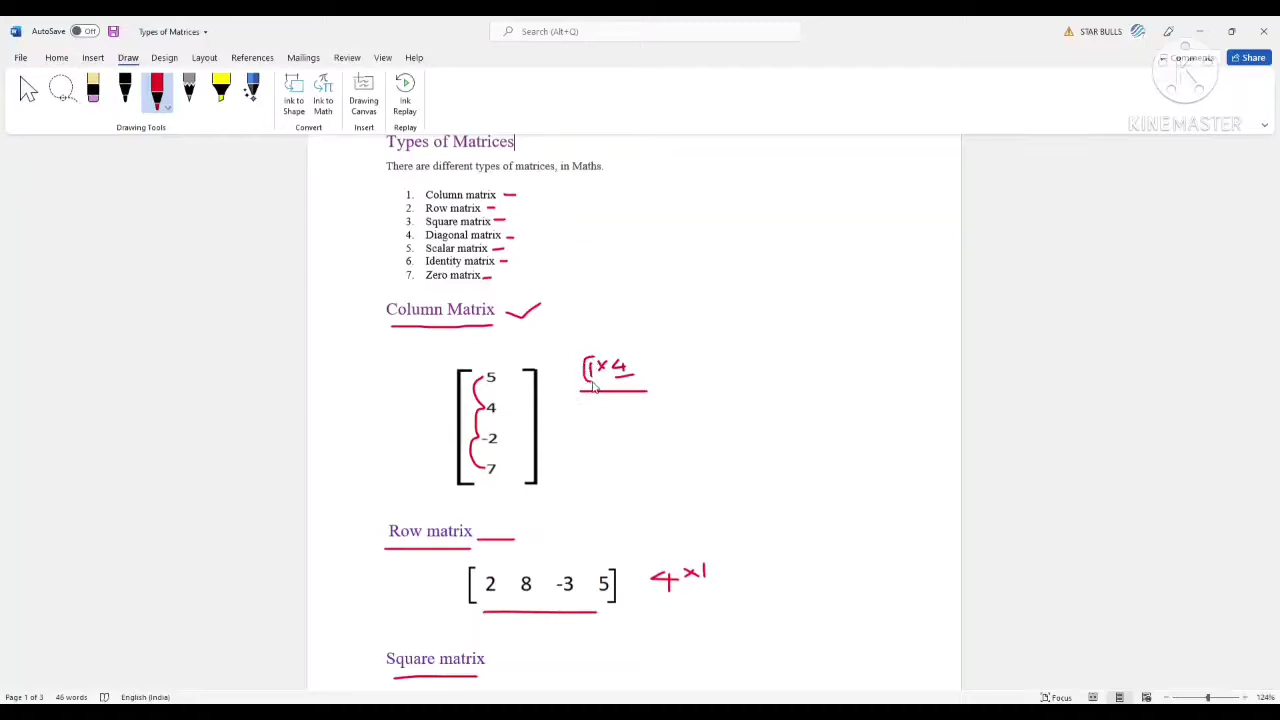 AutoSave Off Types of Matrices Search (Alt+Q) STAR BULLS
File Home Insert Draw Design Layout References Mailings Review View Help Comments Share
Ink to Shape Ink to Math Drawing Canvas Ink Replay
Drawing Tools Convert Insert Replay
KINEMASTER
Types of Matrices
There are different types of matrices, in Maths.
1. Column matrix
2. Row matrix
3. Square matrix
4. Diagonal matrix
5. Scalar matrix
6. Identity matrix
7. Zero matrix
Column Matrix
1×4
5
4
-2
7
Row matrix
[ 2 8 -3 5 ] 4×1
Square matrix
Page 1 of 3 46 words English (India) Focus 124%